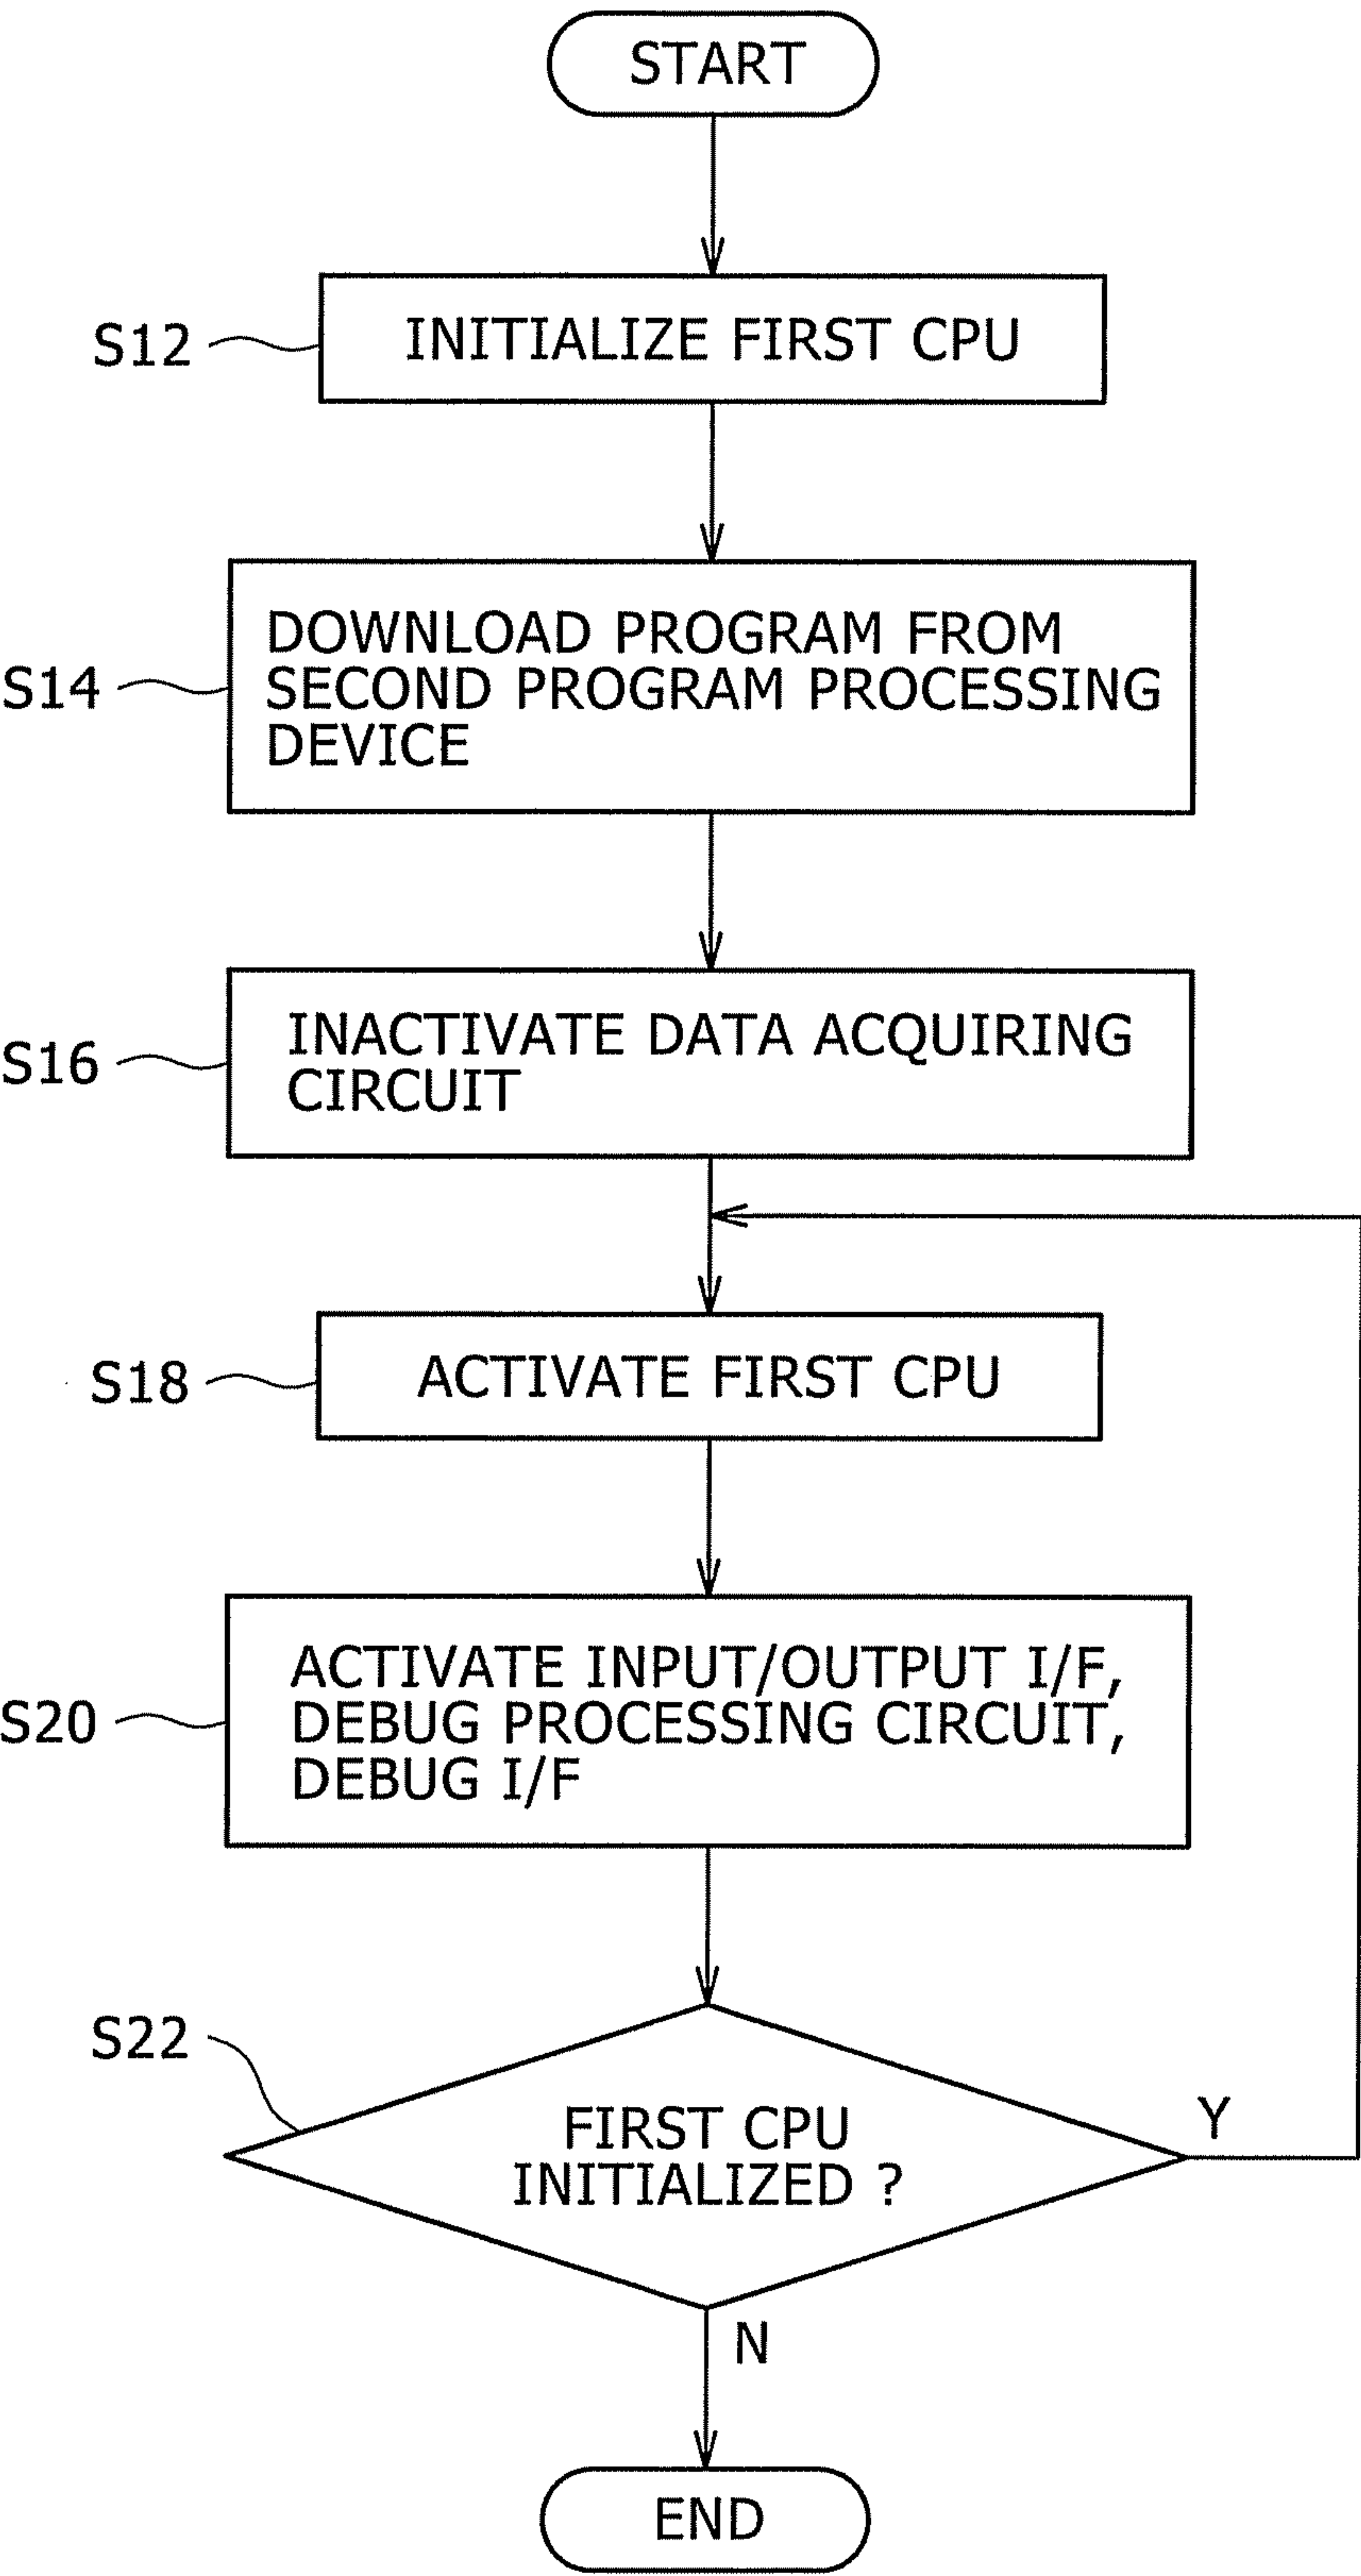 START
S12
INITIALIZE FIRST CPU
S14
DOWNLOAD PROGRAM FROM
SECOND PROGRAM PROCESSING
DEVICE
S16
INACTIVATE DATA ACQUIRING
CIRCUIT
S18
ACTIVATE FIRST CPU
S20
ACTIVATE INPUT/OUTPUT I/F,
DEBUG PROCESSING CIRCUIT,
DEBUG I/F
S22
FIRST CPU
INITIALIZED ?
Y
N
END